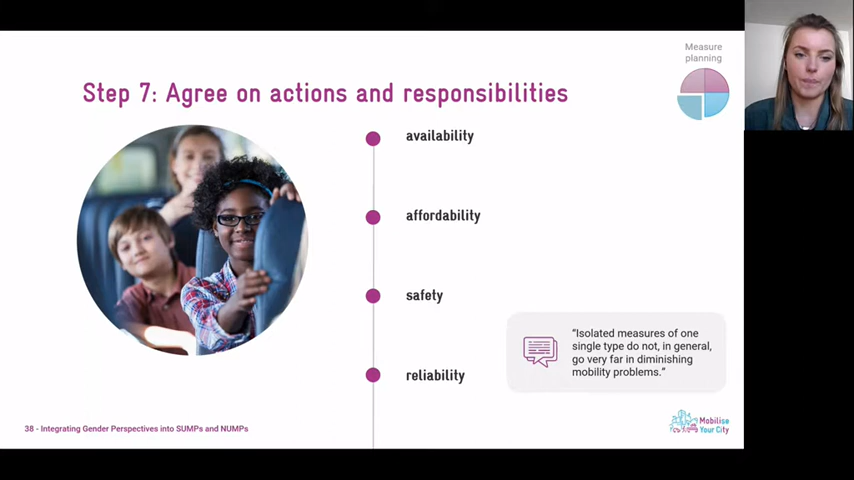 Measure
planning
Step 7: Agree on actions and responsibilities
availability
affordability
safety
reliability
“Isolated measures of one
single type do not, in general,
go very far in diminishing
mobility problems.”
38 - Integrating Gender Perspectives into SUMPs and NUMPs
Mobilise
Your City